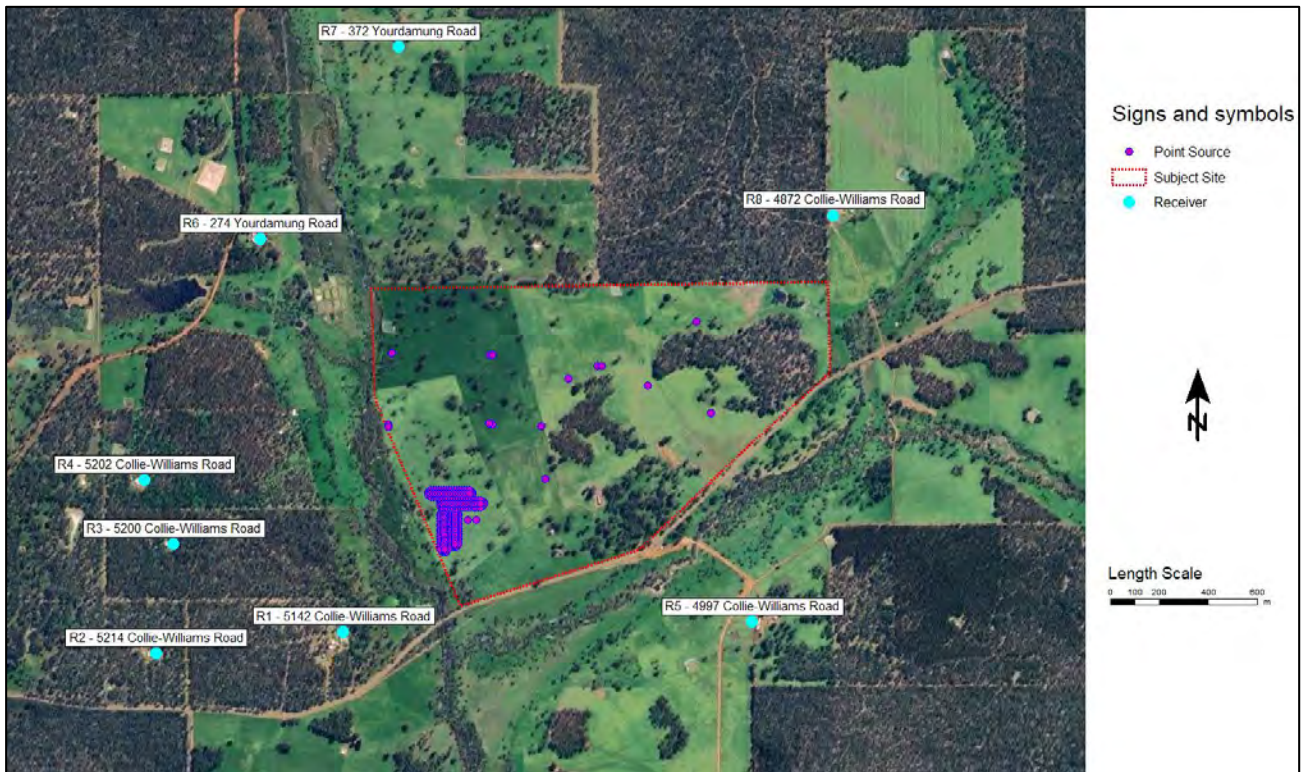 R7 - 372 Yourdamung Road
Signs and symbols
Point Source
Subject Site
Receiver
R8 - 4872 Collie-Williams Road
R6 - 274 Yourdamung Road
N
R4 - 5202 Collie-Williams Road
R3 - 5200 Collie-Williams Road
Length Scale
0 100 200 400 600
m
R5 - 4997 Collie-Williams Road
R1 - 5142 Collie-Williams Road
R2 - 5214 Collie-Williams Road